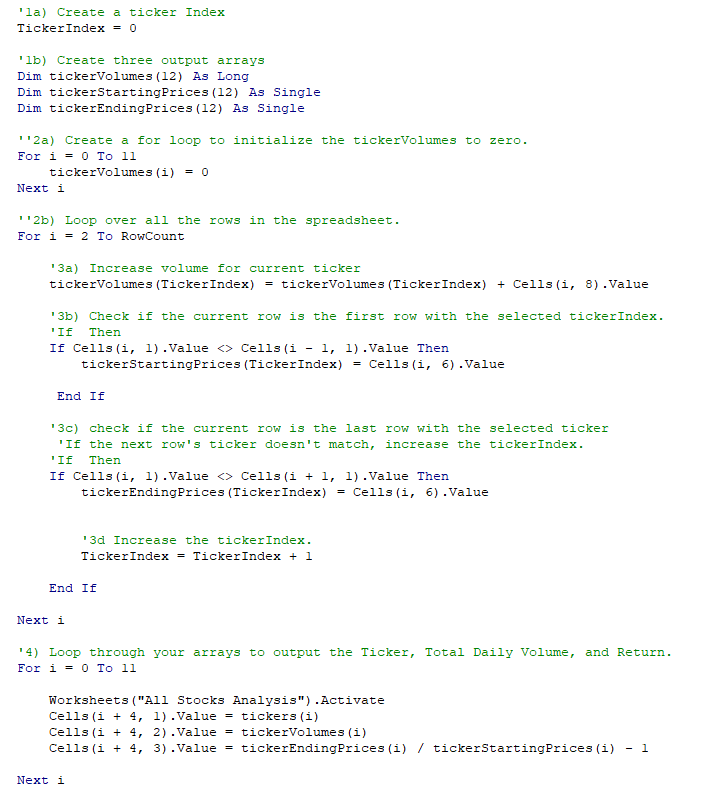 '1a) Create a ticker Index
TickerIndex = 0
'1b) Create three output arrays
Dim tickerVolumes(12) As Long
Dim tickerStartingPrices(12) As Single
Dim tickerEndingPrices(12) As Single
''2a) Create a for loop to initialize the tickerVolumes to zero.
For i = 0 To 11
tickerVolumes(i) = 0
Next i
''2b) Loop over all the rows in the spreadsheet.
For i = 2 To RowCount
'3a) Increase volume for current ticker
tickerVolumes(TickerIndex) = tickerVolumes(TickerIndex) + Cells(i, 8).Value
'3b) Check if the current row is the first row with the selected tickerIndex.
'If  Then
If Cells(i, 1).Value <> Cells(i - 1, 1).Value Then
tickerStartingPrices(TickerIndex) = Cells(i, 6).Value
End If
'3c) check if the current row is the last row with the selected ticker
'If the next row's ticker doesn't match, increase the tickerIndex.
'If  Then
If Cells(i, 1).Value <> Cells(i + 1, 1).Value Then
tickerEndingPrices(TickerIndex) = Cells(i, 6).Value
'3d Increase the tickerIndex.
TickerIndex = TickerIndex + 1
End If
Next i
'4) Loop through your arrays to output the Ticker, Total Daily Volume, and Return.
For i = 0 To 11
Worksheets("All Stocks Analysis").Activate
Cells(i + 4, 1).Value = tickers(i)
Cells(i + 4, 2).Value = tickerVolumes(i)
Cells(i + 4, 3).Value = tickerEndingPrices(i) / tickerStartingPrices(i) - 1
Next i